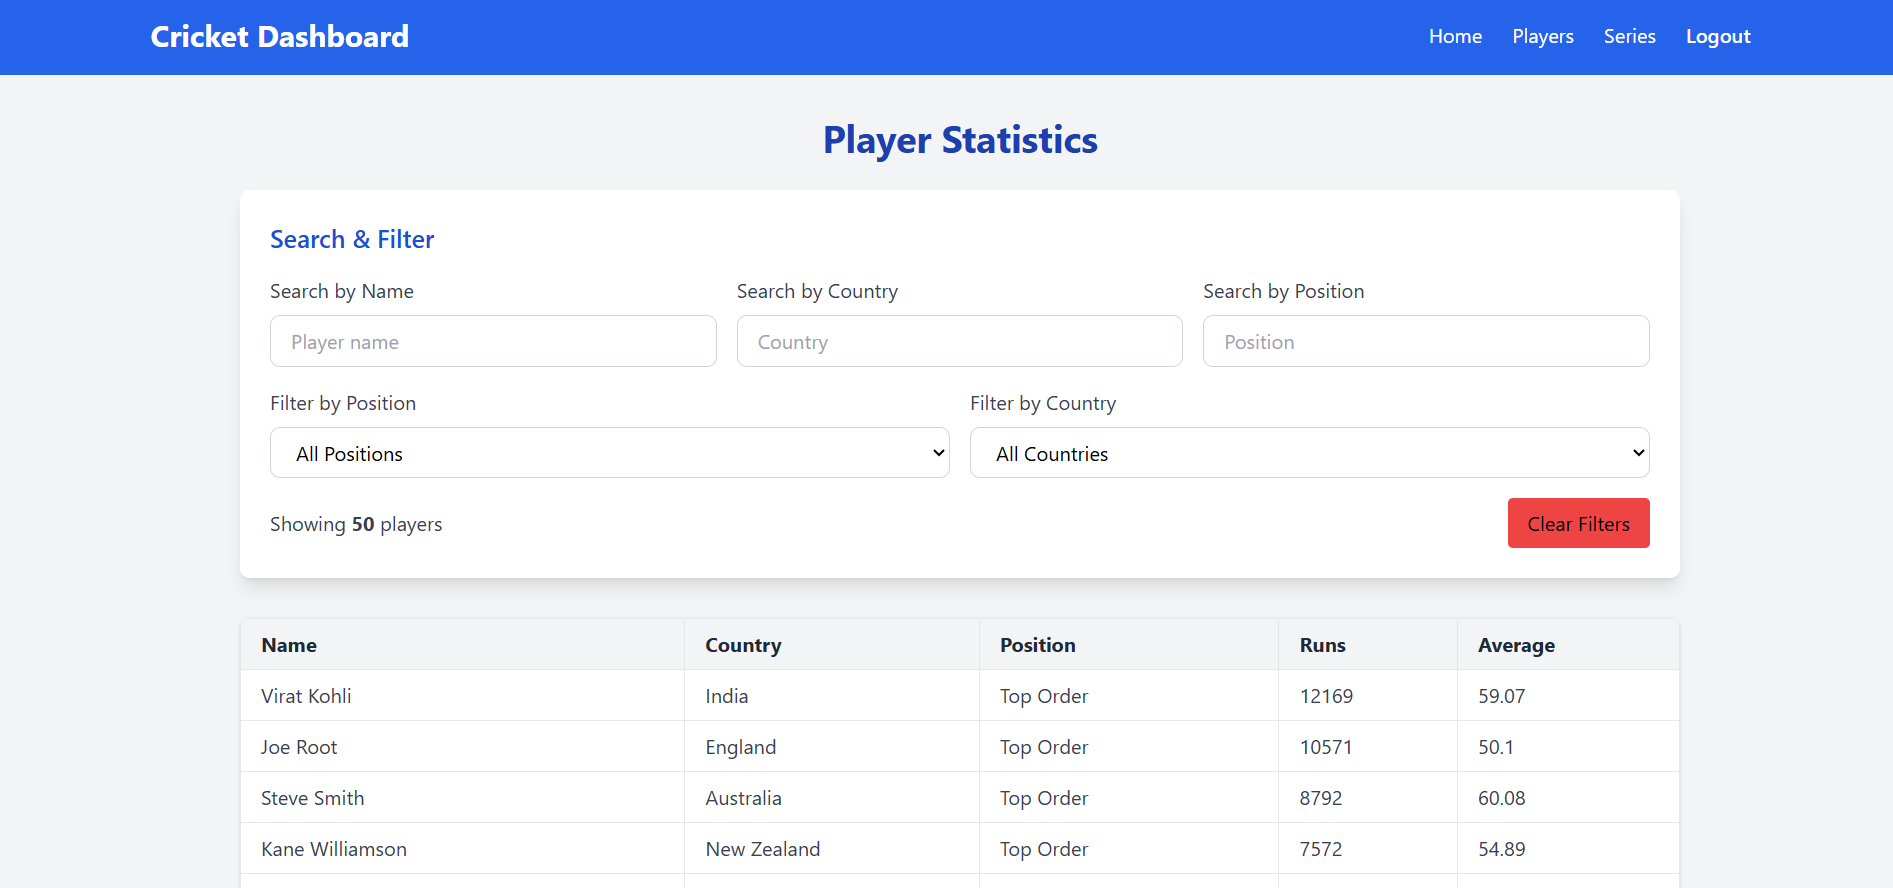 Cricket Dashboard Home Players Series Logout
Player Statistics
Search & Filter
Search by Name Search by Country Search by Position
Player name Country Position
Filter by Position Filter by Country
All Positions All Countries
Showing 50 players Clear Filters
Name Country Position Runs Average
Virat Kohli India Top Order 12169 59.07
Joe Root England Top Order 10571 50.1
Steve Smith Australia Top Order 8792 60.08
Kane Williamson New Zealand Top Order 7572 54.89